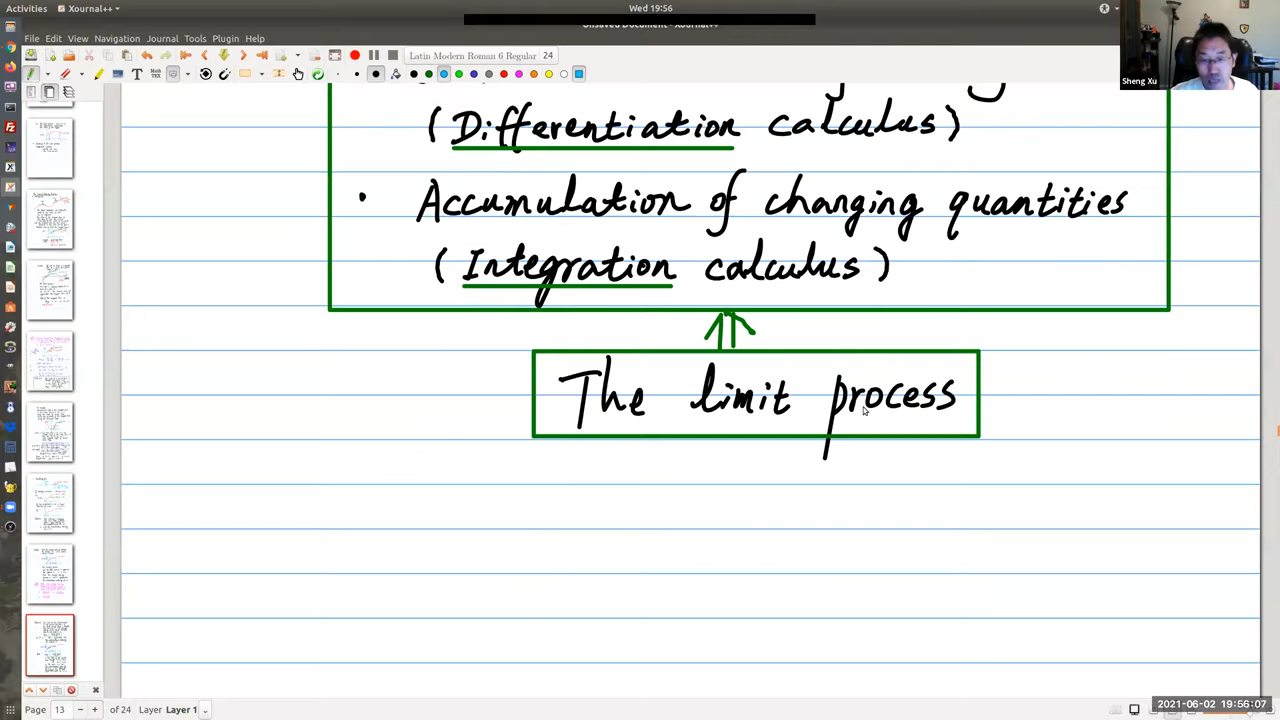 Activities
Xournal++
Wed 19:56
File Edit View Navigation Journal Tools Plugin Help
Latin Modern Roman 6 Regular 24
Sheng Xu
(Differentiation calculus)
• Accumulation of changing quantities
(Integration calculus)
The limit process
Page 13 of 24 Layer Layer 1
2021-06-02 19:56:07